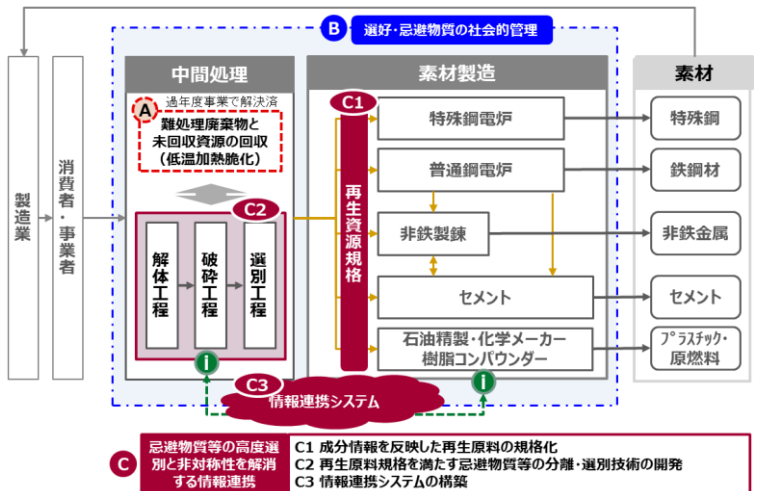 B
選好・忌避物質の社会的管理
中間処理
素材製造
素材
過年度事業で解決済
A
難処理廃棄物と
未回収資源の回収
（低温加熱脆化）
C1
特殊鋼電炉
特殊鋼
普通鋼電炉
鉄鋼材
製造業
消費者・事業者
C2
再生資源規格
非鉄製錬
非鉄金属
解体工程
破砕工程
選別工程
セメント
セメント
石油精製・化学メーカー
樹脂コンパウンダー
プラスチック・
原燃料
i
i
C3
情報連携システム
C
忌避物質等の高度選
別と非対称性を解消
する情報連携
C1 成分情報を反映した再生原料の規格化
C2 再生原料規格を満たす忌避物質等の分離・選別技術の開発
C3 情報連携システムの構築